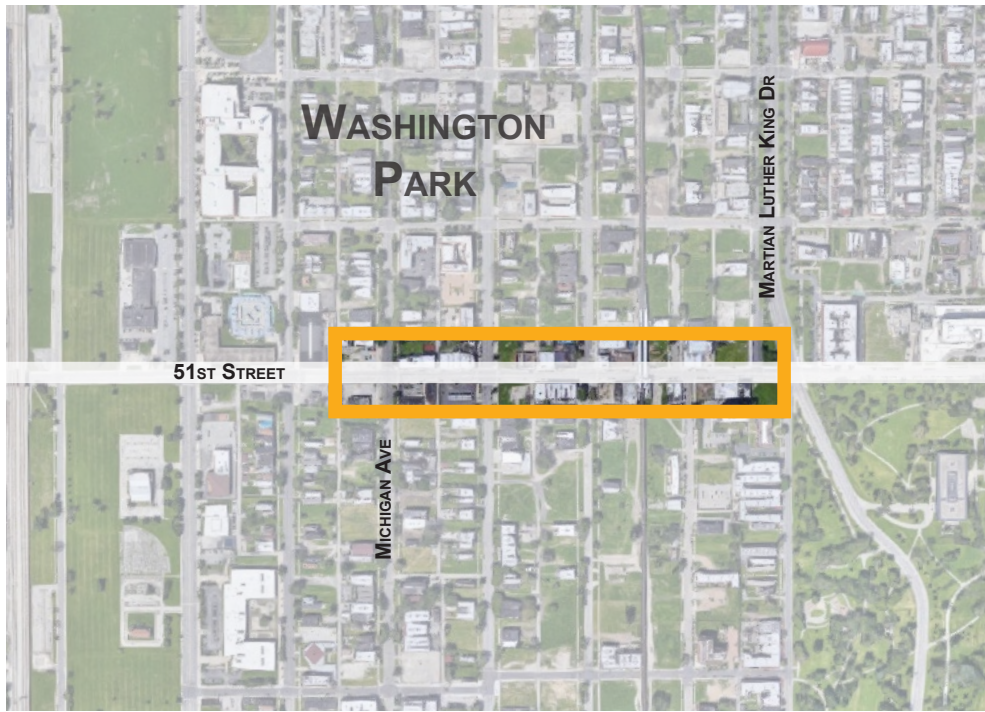 Washington
Park
Martian Luther King Dr
51st Street
Michigan Ave